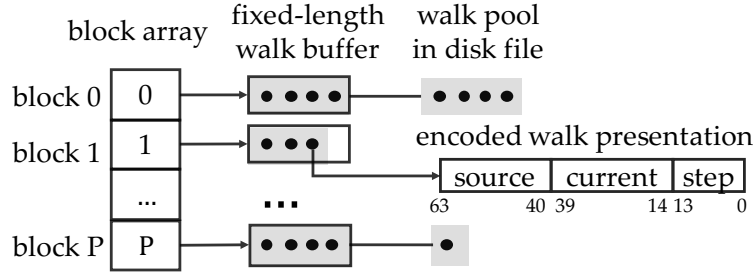 block array
fixed-length
walk buffer
walk pool
in disk file
block 0
0
block 1
1
encoded walk presentation
source current step
63 40 39 14 13 0
... ...
block P
P